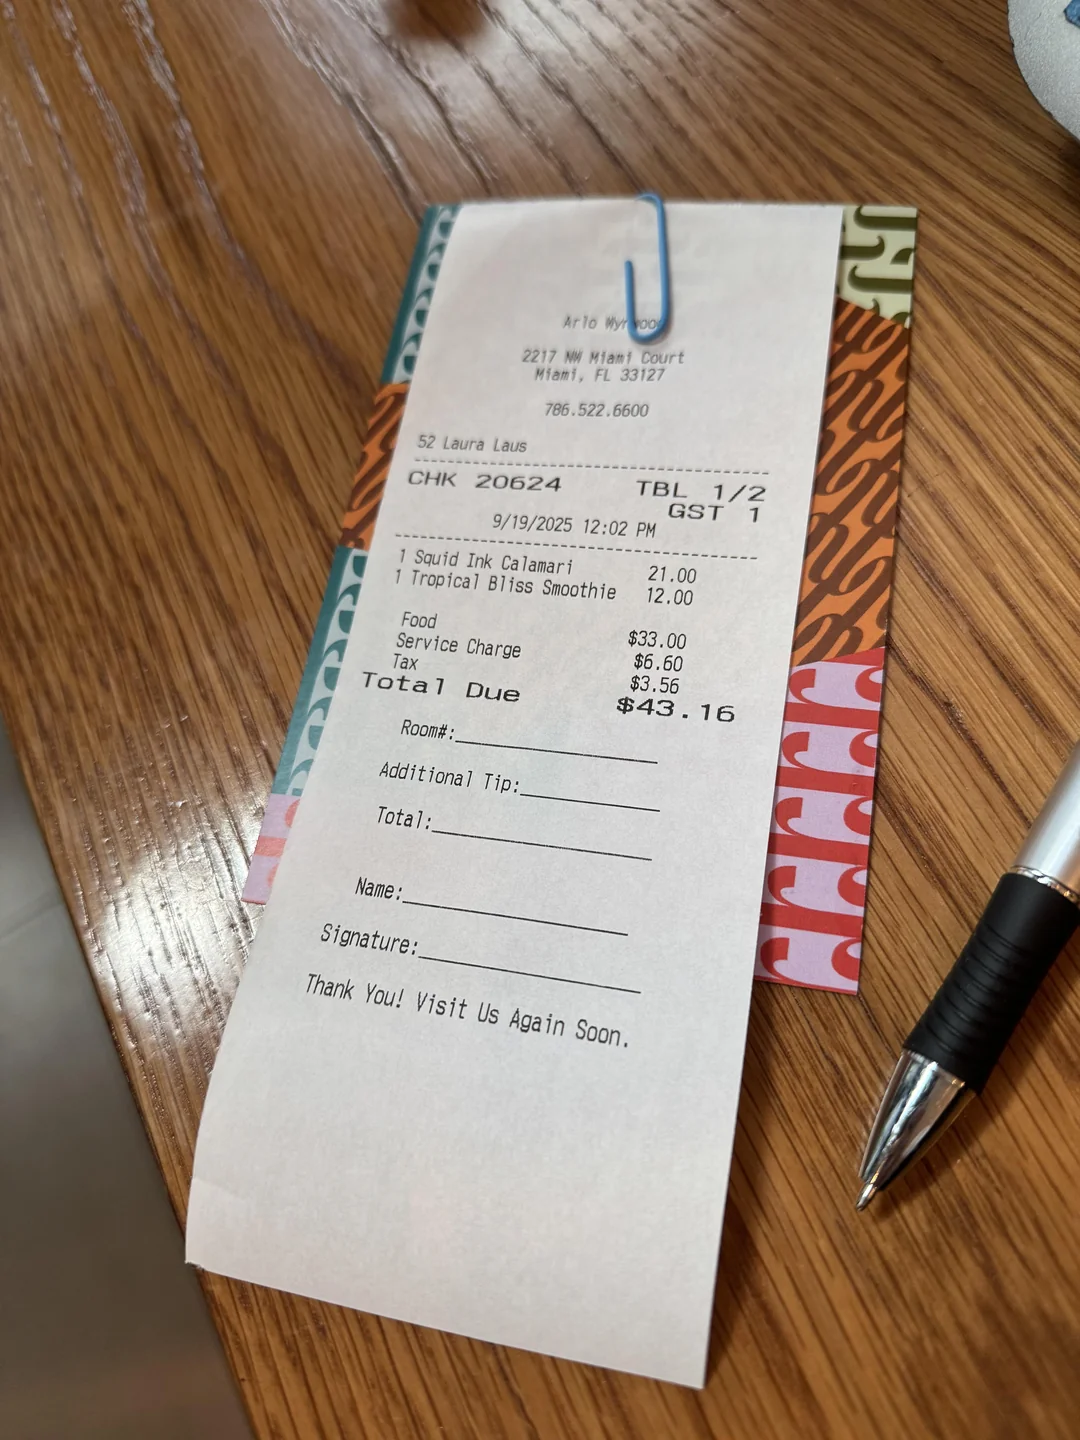 Arlo Wynwood
2217 NW Miami Court
Miami, FL 33127
786.522.6600
52 Laura Laus
CHK 20624 TBL 1/2
GST 1
9/19/2025 12:02 PM
1 Squid Ink Calamari 21.00
1 Tropical Bliss Smoothie 12.00
Food $33.00
Service Charge $6.60
Tax $3.56
Total Due $43.16
Room#:
Additional Tip:
Total:
Name:
Signature:
Thank You! Visit Us Again Soon.